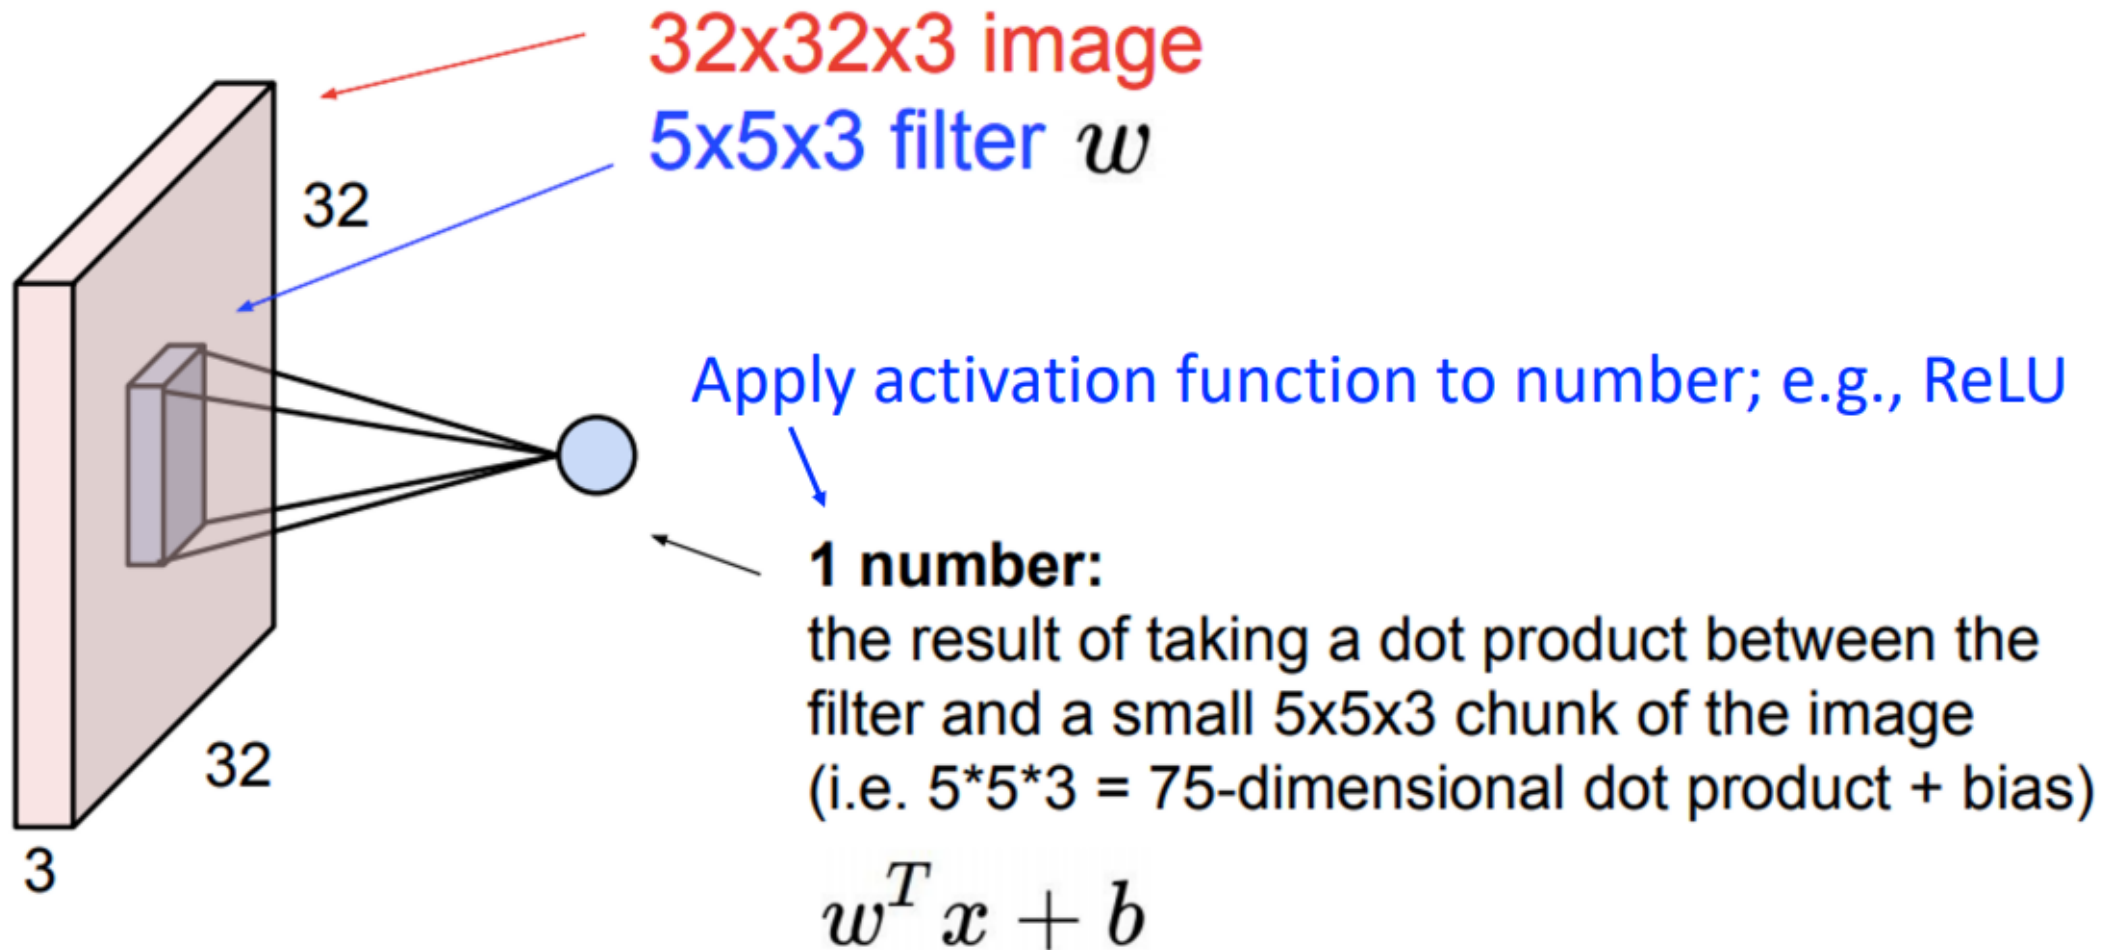 32x32x3 image
5x5x3 filter w
32
Apply activation function to number; e.g., ReLU
1 number:
the result of taking a dot product between the
filter and a small 5x5x3 chunk of the image
(i.e. 5*5*3 = 75-dimensional dot product + bias)
32
3
w^T x + b